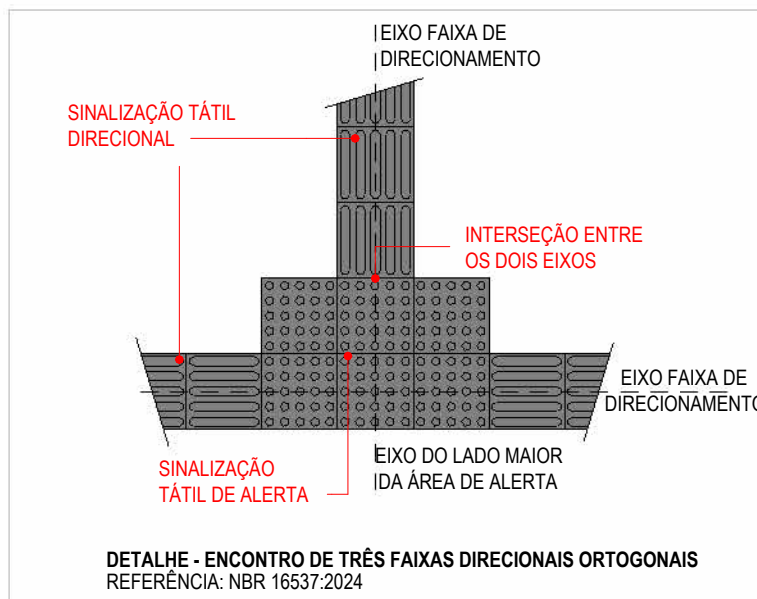 EIXO FAIXA DE
DIRECIONAMENTO
SINALIZAÇÃO TÁTIL
DIRECIONAL
INTERSEÇÃO ENTRE
OS DOIS EIXOS
EIXO FAIXA DE
DIRECIONAMENTO
EIXO DO LADO MAIOR
DA ÁREA DE ALERTA
SINALIZAÇÃO
TÁTIL DE ALERTA
DETALHE - ENCONTRO DE TRÊS FAIXAS DIRECIONAIS ORTOGONAIS
REFERÊNCIA: NBR 16537:2024